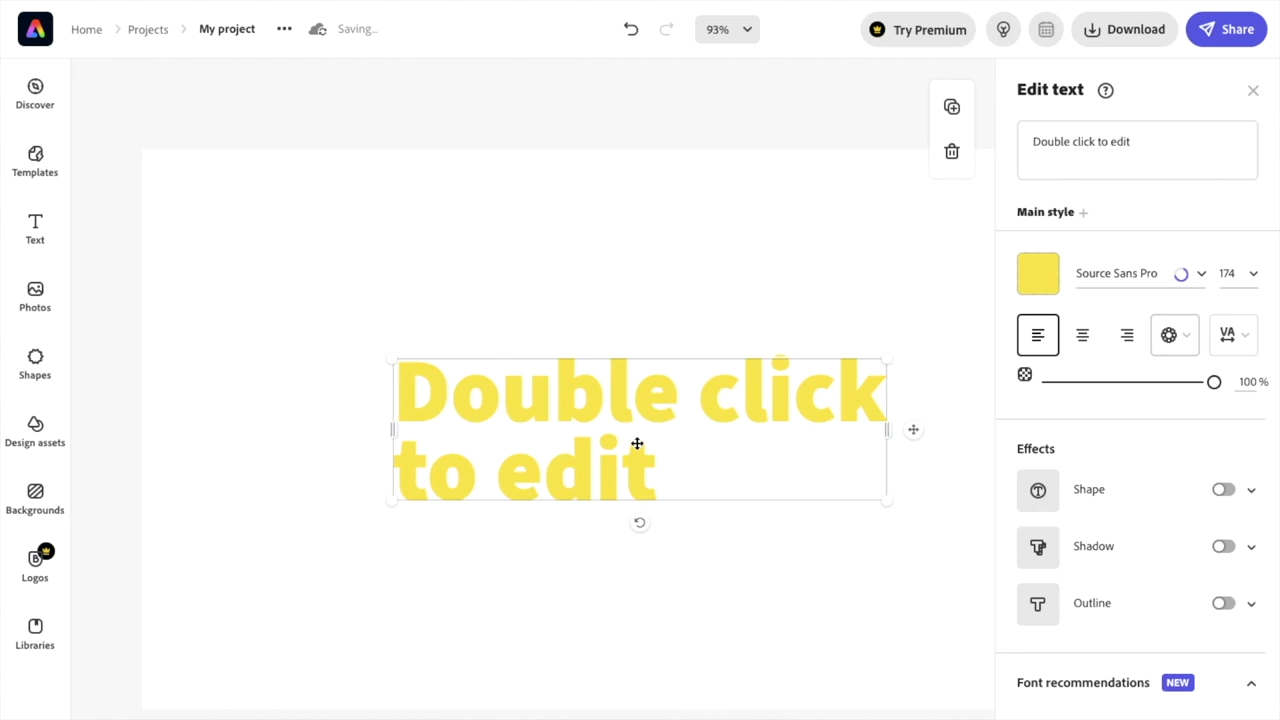 Home
Projects
My project
Saving...
93%
Try Premium
Download
Share
Discover
Templates
Text
Photos
Shapes
Design assets
Backgrounds
Logos
Libraries
Double click
to edit
Edit text
Double click to edit
Main style
Source Sans Pro
174
VA
100 %
Effects
Shape
Shadow
Outline
Font recommendations NEW